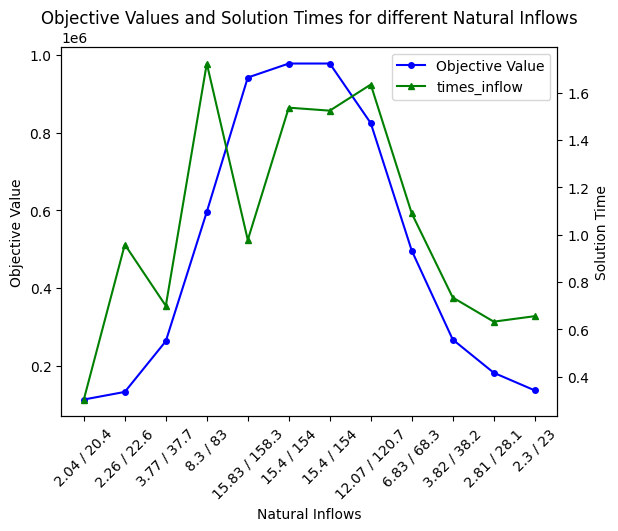 Objective Values and Solution Times for different Natural Inflows
1e6
1.0
0.8
0.6
0.4
0.2
Objective Value
Objective Value
times_inflow
1.6
1.4
1.2
1.0
0.8
0.6
0.4
Solution Time
2.04 / 20.4
2.26 / 22.6
3.77 / 37.7
8.3 / 83
15.83 / 158.3
15.4 / 154
15.4 / 154
12.07 / 120.7
6.83 / 68.3
3.82 / 38.2
2.81 / 28.1
2.3 / 23
Natural Inflows